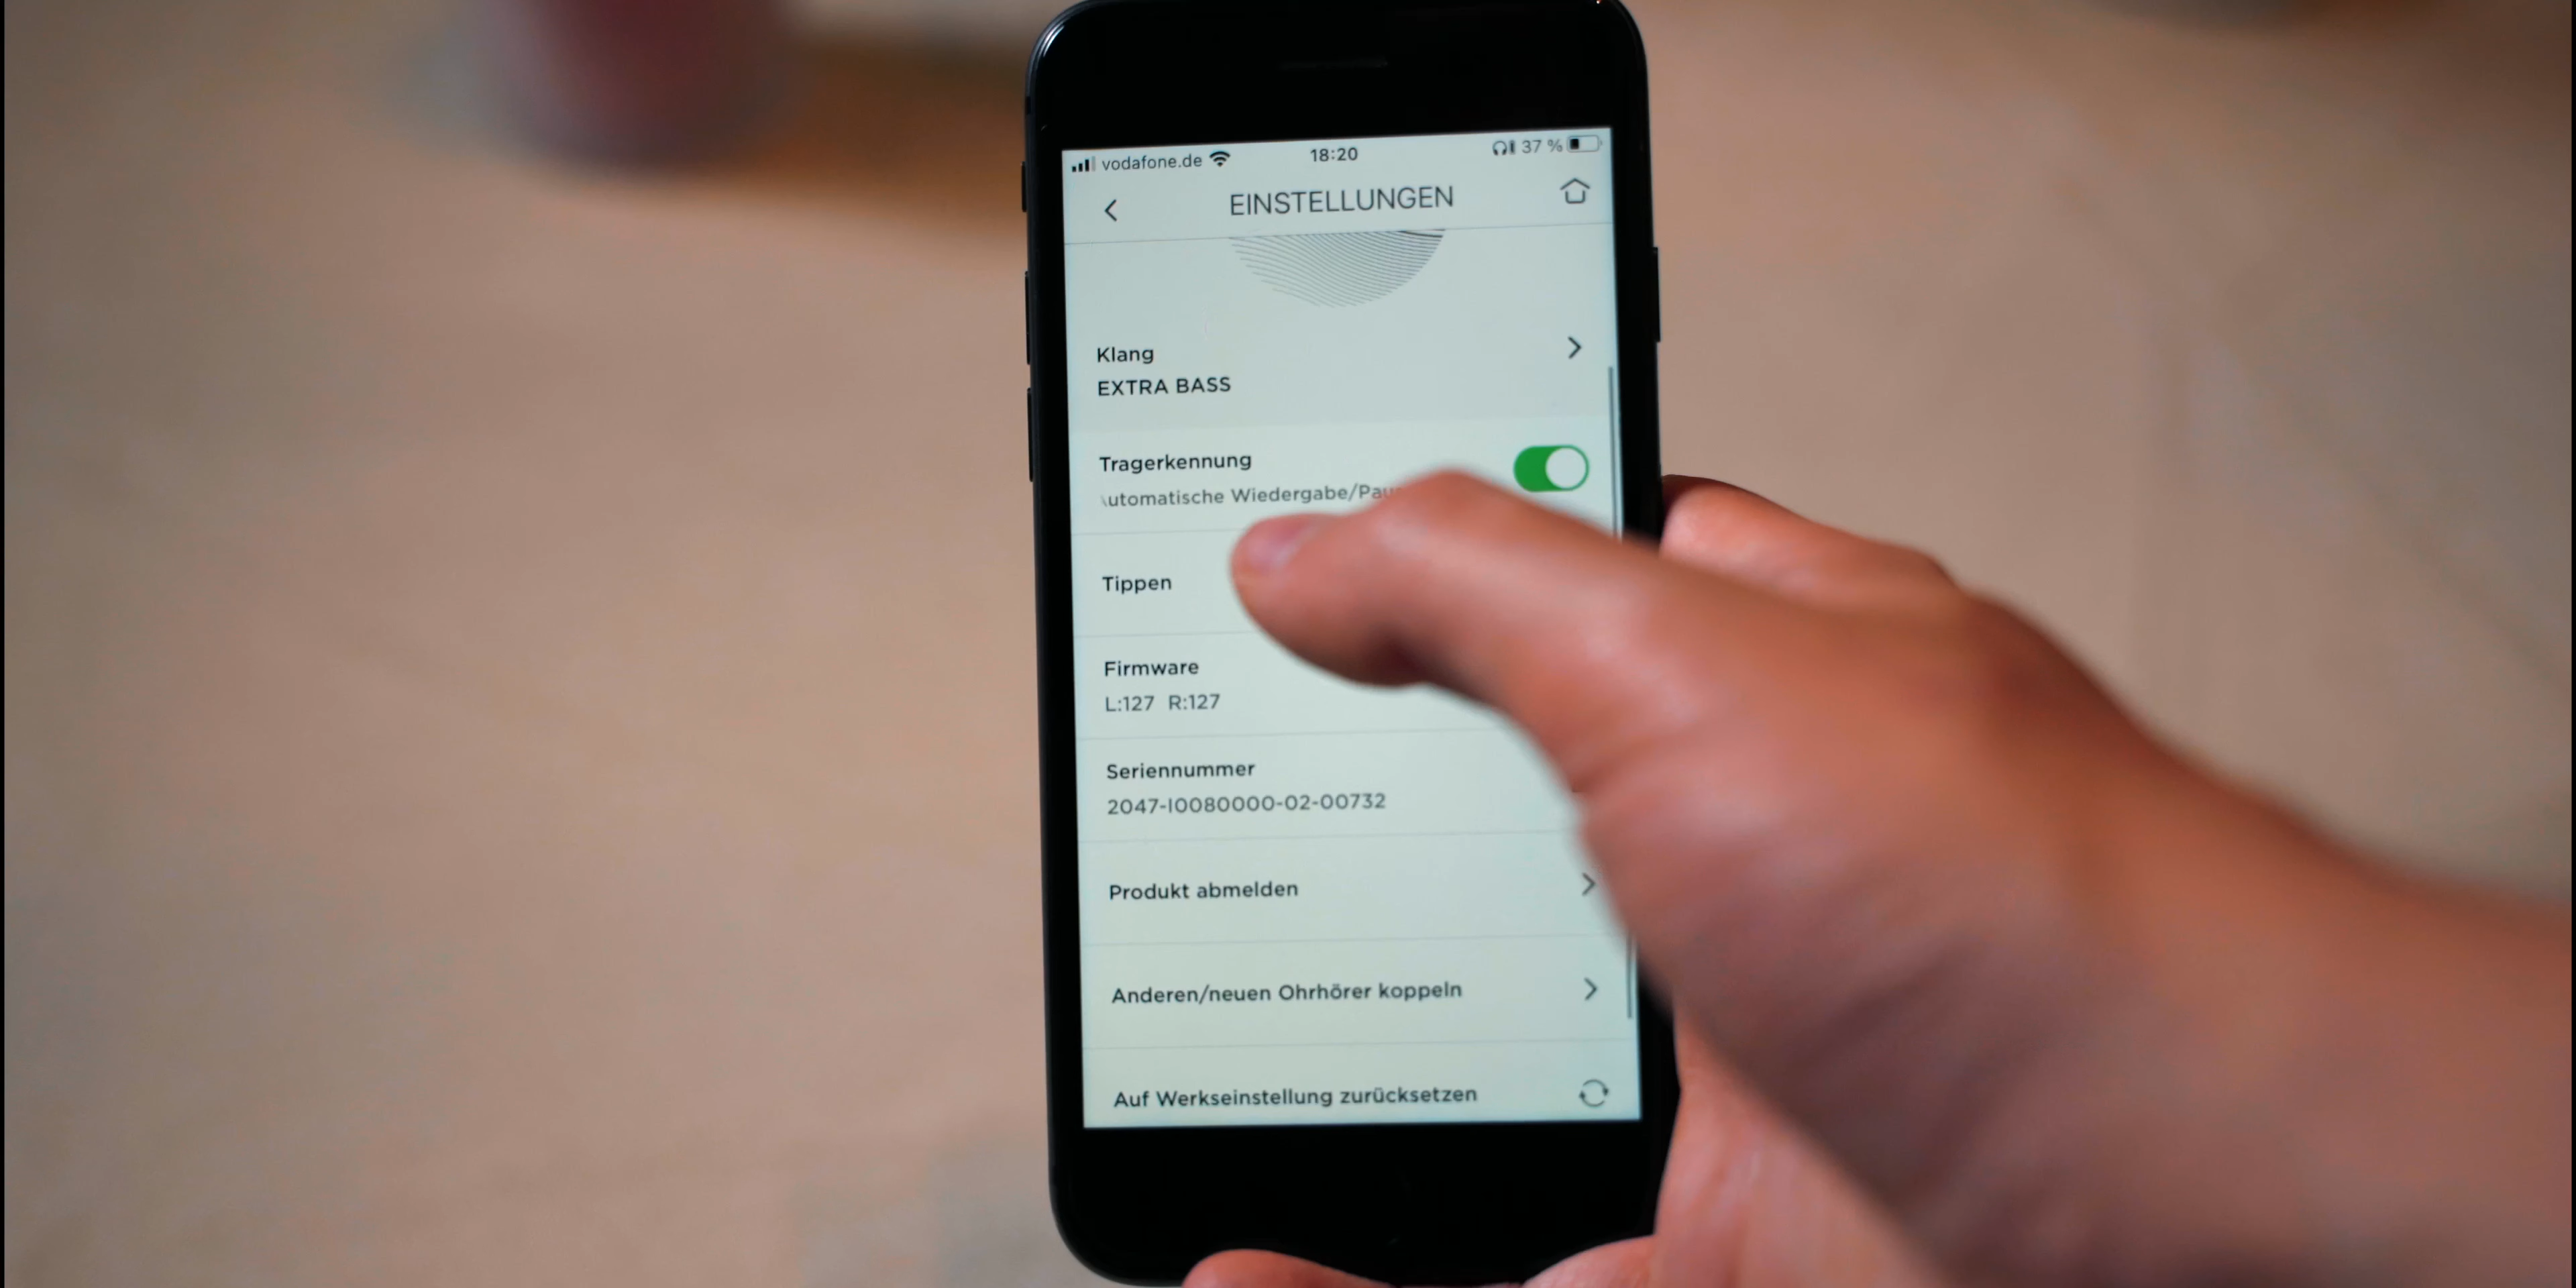 vodafone.de 18:20 37 %
EINSTELLUNGEN
Klang
EXTRA BASS
Tragerkennung
utomatische Wiedergabe/Pau
Tippen
Firmware
L:127 R:127
Seriennummer
2047-I0080000-02-00732
Produkt abmelden
Anderen/neuen Ohrhörer koppeln
Auf Werkseinstellung zurücksetzen